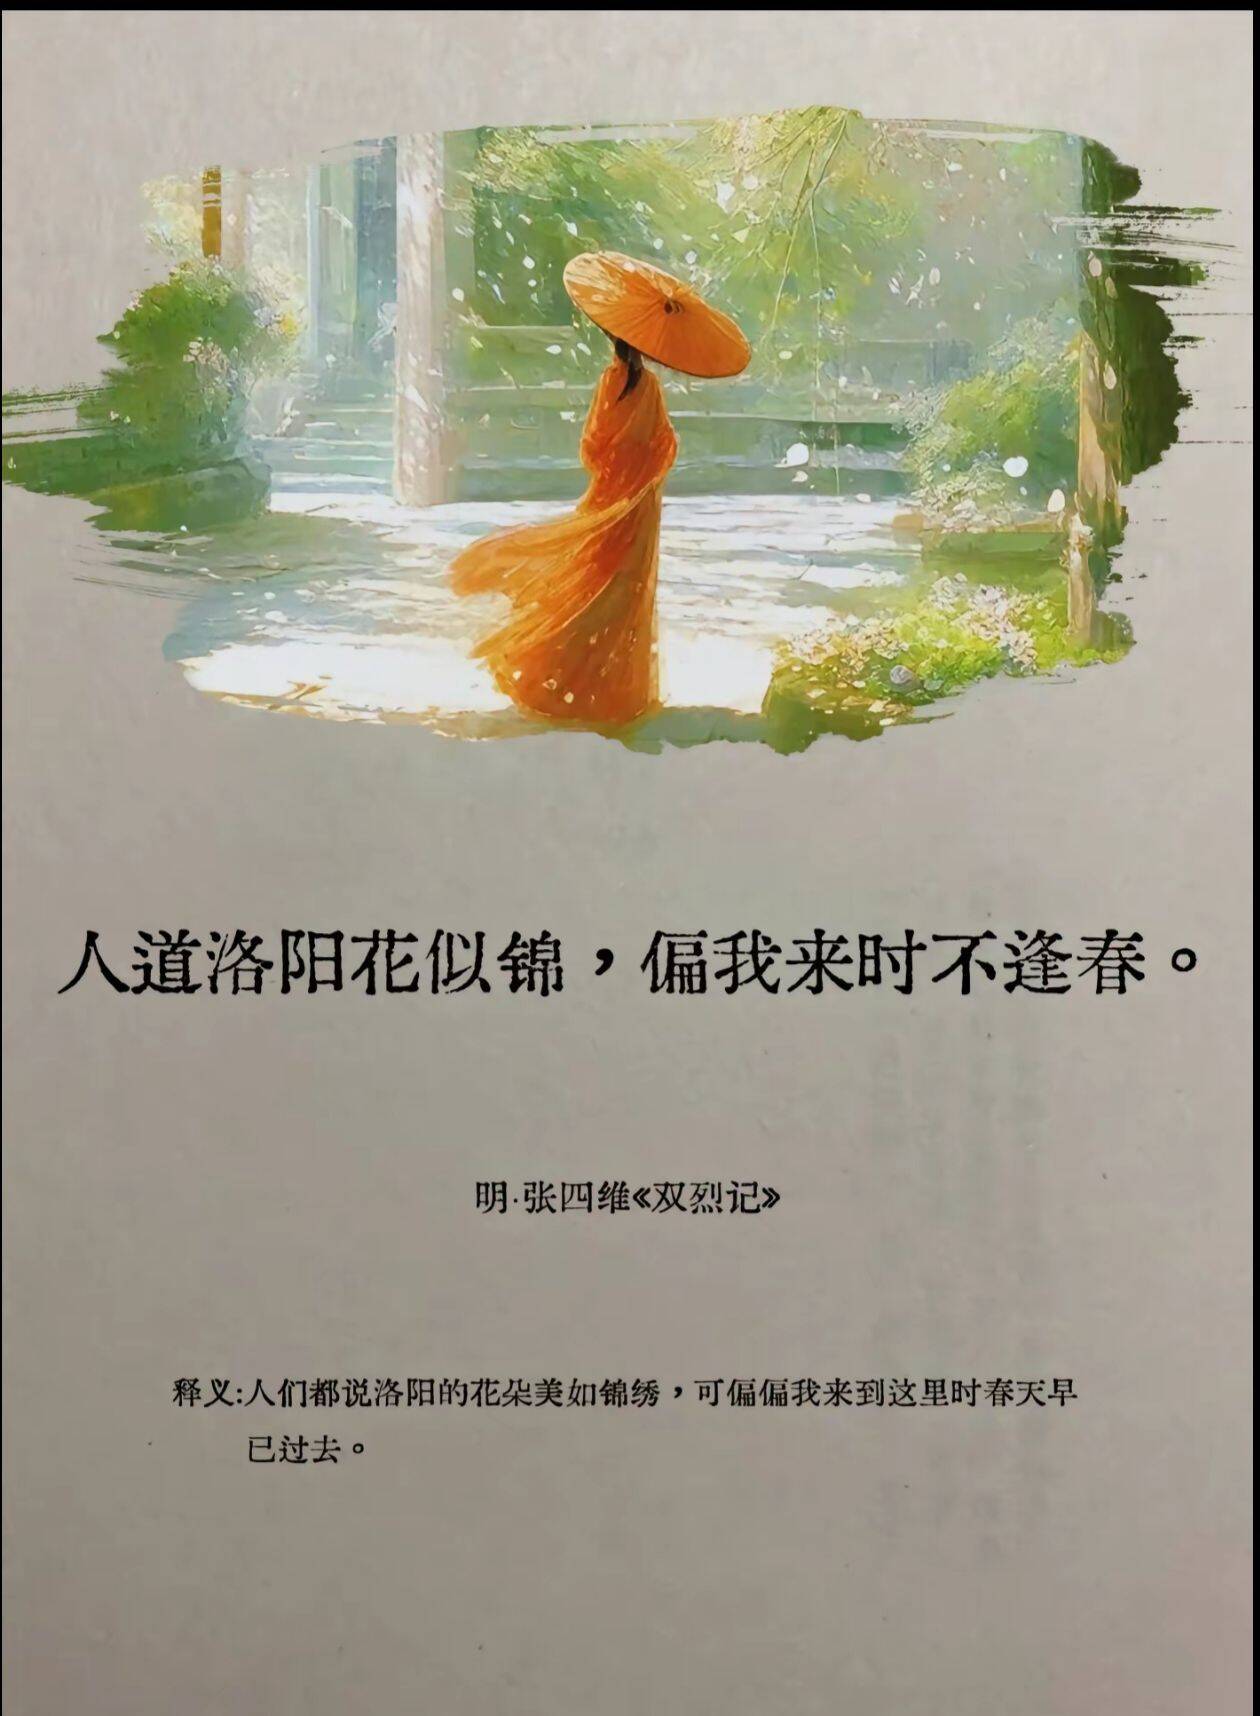 人道洛阳花似锦，偏我来时不逢春。
明·张四维《双烈记》
释义:人们都说洛阳的花朵美如锦绣，可偏偏我来到这里时春天早
已过去。